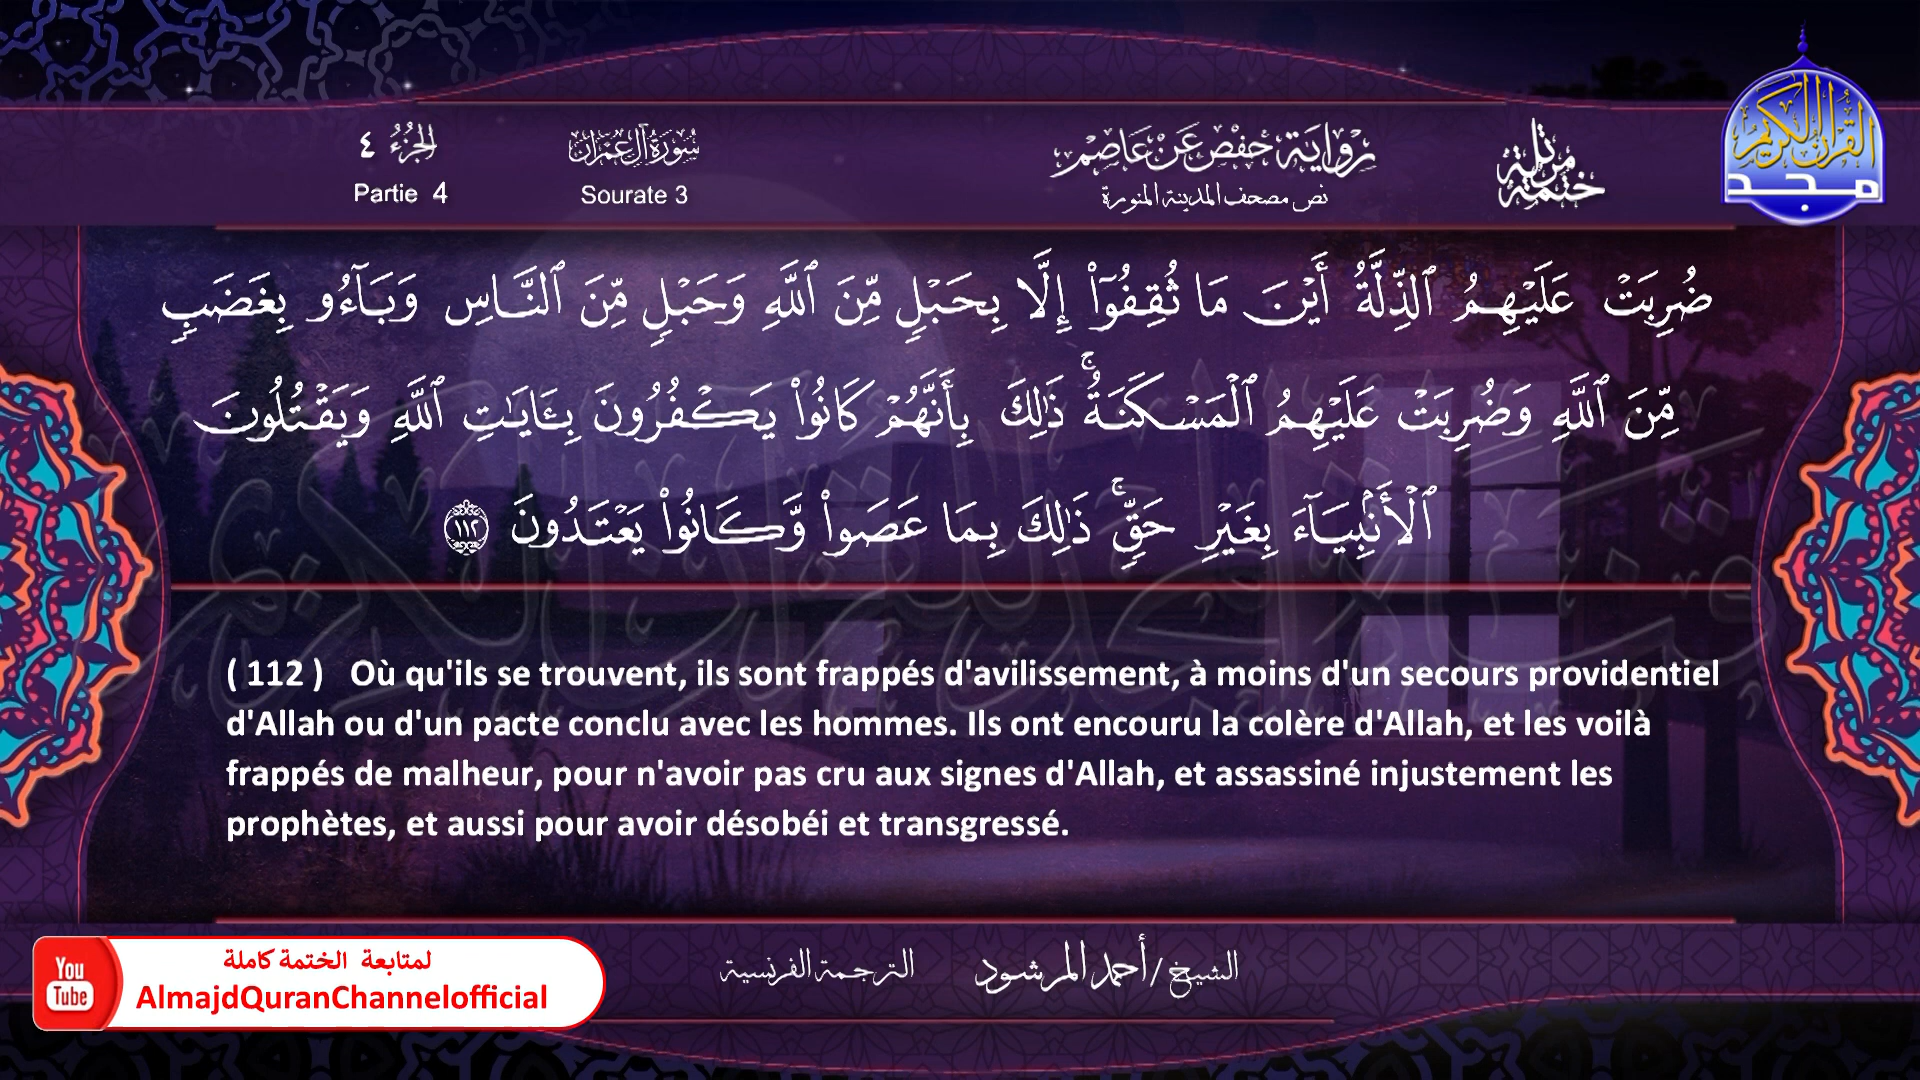 الجزء ٤
Partie 4
سورة آل عمران
Sourate 3
رواية حفص عن عاصم
نص مصحف المدينة المنورة
ختمة مرتلة
القرآن الكريم
مجد
ضُرِبَتْ عَلَيْهِمُ ٱلذِّلَّةُ أَيْنَ مَا ثُقِفُوٓا۟ إِلَّا بِحَبْلٍ مِّنَ ٱللَّهِ وَحَبْلٍ مِّنَ ٱلنَّاسِ وَبَآءُو بِغَضَبٍ
مِّنَ ٱللَّهِ وَضُرِبَتْ عَلَيْهِمُ ٱلْمَسْكَنَةُ ۚ ذَٰلِكَ بِأَنَّهُمْ كَانُوا۟ يَكْفُرُونَ بِـَٔايَـٰتِ ٱللَّهِ وَيَقْتُلُونَ
ٱلْأَنۢبِيَآءَ بِغَيْرِ حَقٍّ ۚ ذَٰلِكَ بِمَا عَصَوا۟ وَّكَانُوا۟ يَعْتَدُونَ ١١٢
( 112 ) Où qu'ils se trouvent, ils sont frappés d'avilissement, à moins d'un secours providentiel
d'Allah ou d'un pacte conclu avec les hommes. Ils ont encouru la colère d'Allah, et les voilà
frappés de malheur, pour n'avoir pas cru aux signes d'Allah, et assassiné injustement les
prophètes, et aussi pour avoir désobéi et transgressé.
الشيخ / أحمد المرشود
الترجمة الفرنسية
You
Tube
لمتابعة الختمة كاملة
AlmajdQuranChannelofficial